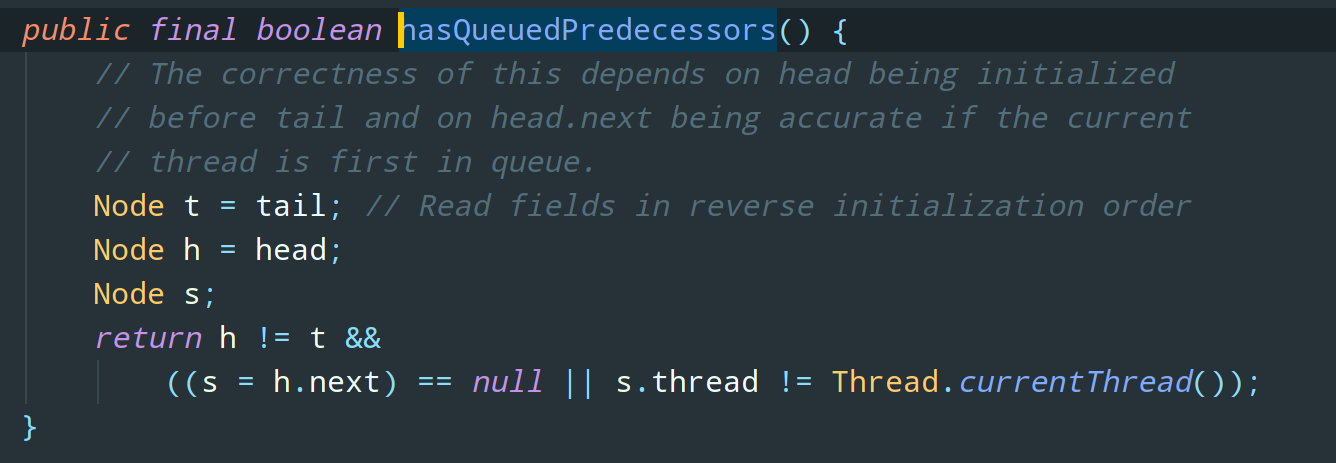 public final boolean hasQueuedPredecessors() {
// The correctness of this depends on head being initialized
// before tail and on head.next being accurate if the current
// thread is first in queue.
Node t = tail; // Read fields in reverse initialization order
Node h = head;
Node s;
return h != t &&
((s = h.next) == null || s.thread != Thread.currentThread());
}